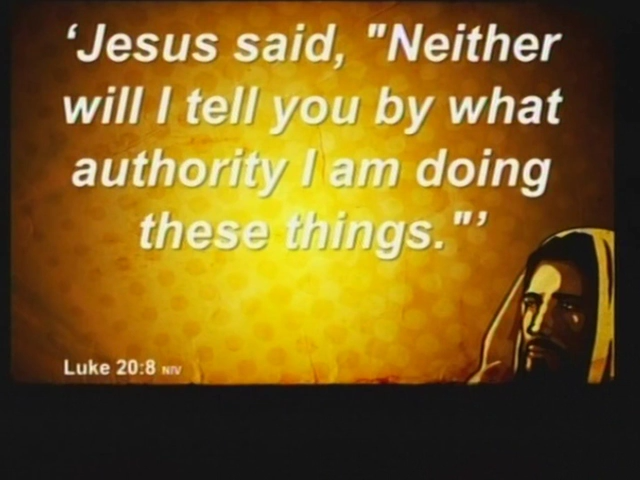 ‘Jesus said, "Neither
will I tell you by what
authority I am doing
these things."’
Luke 20:8 NIV